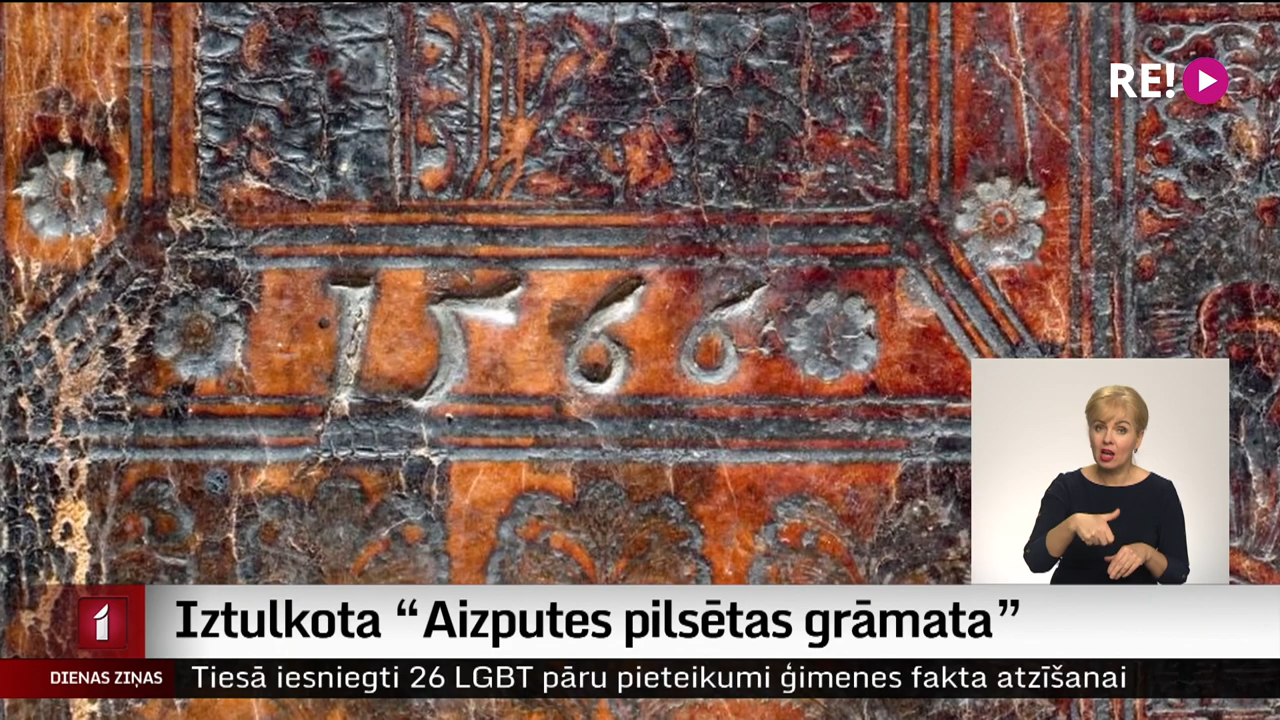 RE!
1566
1
Iztulkota “Aizputes pilsētas grāmata”
DIENAS ZIŅAS
Tiesā iesniegti 26 LGBT pāru pieteikumi ģimenes fakta atzīšanai